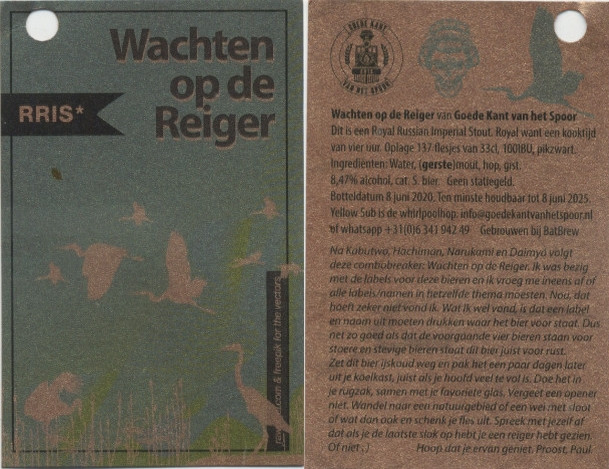 Wachten
op de
Reiger
RRIS*
& freepik for the vectors
GOEDE KANT
VAN HET SPOOR
Wachten op de Reiger van Goede Kant van het Spoor
Dit is een Royal Russian Imperial Stout. Royal want een kooktijd
van vier uur. Oplage 137 flesjes van 33cl, 100IBU, pikzwart.
Ingrediënten: Water, (gerste)mout, hop, gist.
8,47% alcohol, cat. S. bier. Geen statiegeld.
Botteldatum 8 juni 2020. Ten minste houdbaar tot 8 juni 2025.
Yellow Sub is de whirlpoolhop. info@goedekantvanhetspoor.nl
of whatsapp +31(0)6 341 942 49 Gebrouwen bij BatBrew
Na Kabutwo, Hachiman, Narukami en Daimyō volgt
deze combobreaker: Wachten op de Reiger. Ik was bezig
met de labels voor deze bieren en ik vroeg me ineens af of
alle labels/namen in hetzelfde thema moesten. Nou, dat
hoeft zeker niet vond ik. Wat ik wel vond, is dat een label
en naam uit moeten drukken waar het bier voor staat. Dus
net zo goed als dat de voorgaande vier bieren staan voor
stoere en stevige bieren staat dit bier juist voor rust.
Zet dit bier ijskoud weg en pak het een paar dagen later
uit je koelkast, juist als je hoofd veel te vol is. Doe het in
je rugzak, samen met je favoriete glas. Vergeet een opener
niet. Wandel naar een natuurgebied of een wei met sloot
of wat dan ook en schenk je fles uit. Spreek met jezelf af
dat als je de laatste slok op hebt je een reiger hebt gezien.
Of niet ;) Hoop dat je ervan geniet. Proost, Paul